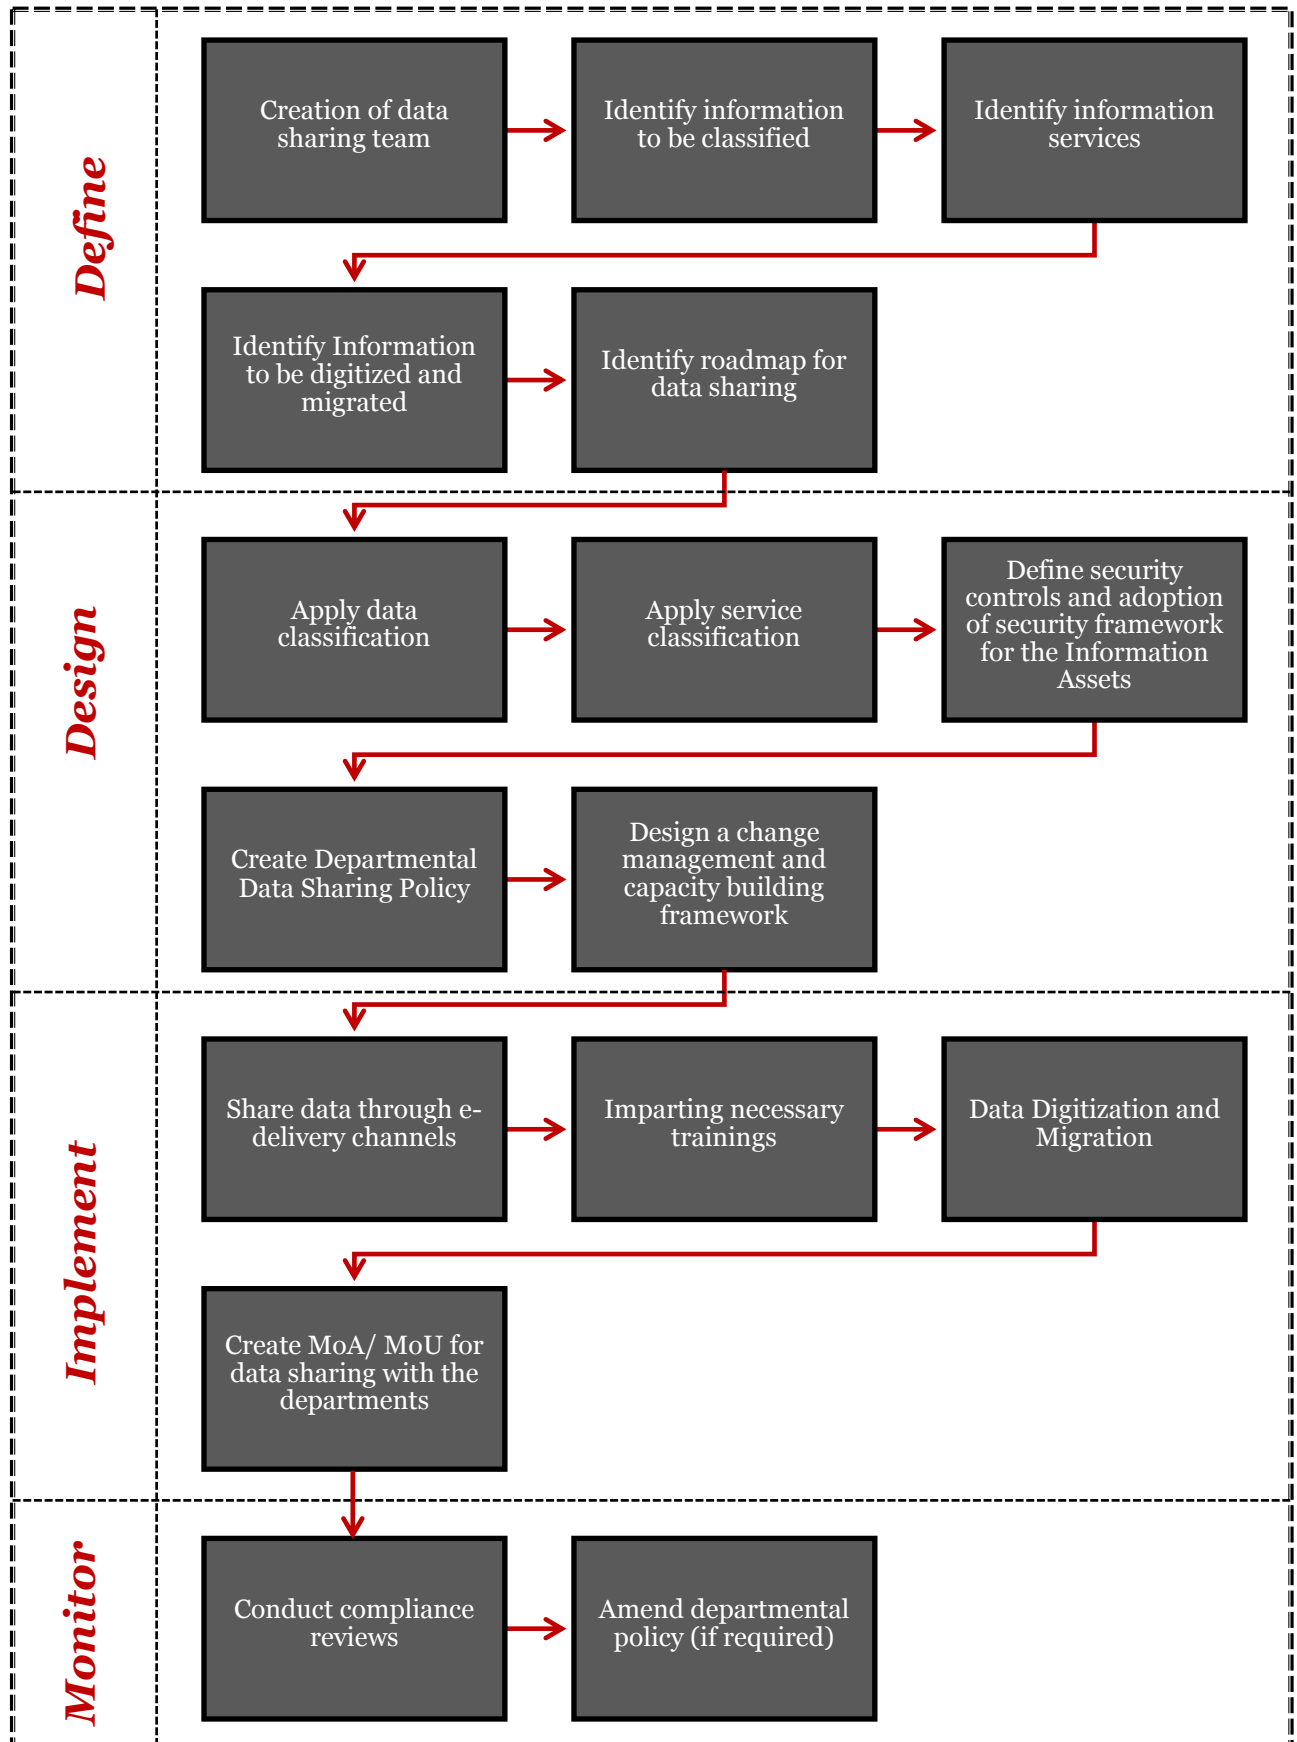 Define
Creation of data
sharing team
Identify information
to be classified
Identify information
services
Identify Information
to be digitized and
migrated
Identify roadmap for
data sharing
Design
Apply data
classification
Apply service
classification
Define security
controls and adoption
of security framework
for the Information
Assets
Create Departmental
Data Sharing Policy
Design a change
management and
capacity building
framework
Implement
Share data through e-
delivery channels
Imparting necessary
trainings
Data Digitization and
Migration
Create MoA/ MoU for
data sharing with the
departments
Monitor
Conduct compliance
reviews
Amend departmental
policy (if required)